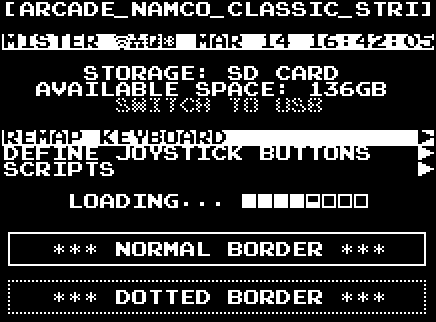 [ARCADE_NAMCO_CLASSIC_STRI]
MISTER MAR 14 16:42:05
STORAGE: SD CARD
AVAILABLE SPACE: 136GB
SWITCH TO USB
REMAP KEYBOARD ▶
DEFINE JOYSTICK BUTTONS ▶
SCRIPTS ▶
LOADING...
*** NORMAL BORDER ***
*** DOTTED BORDER ***